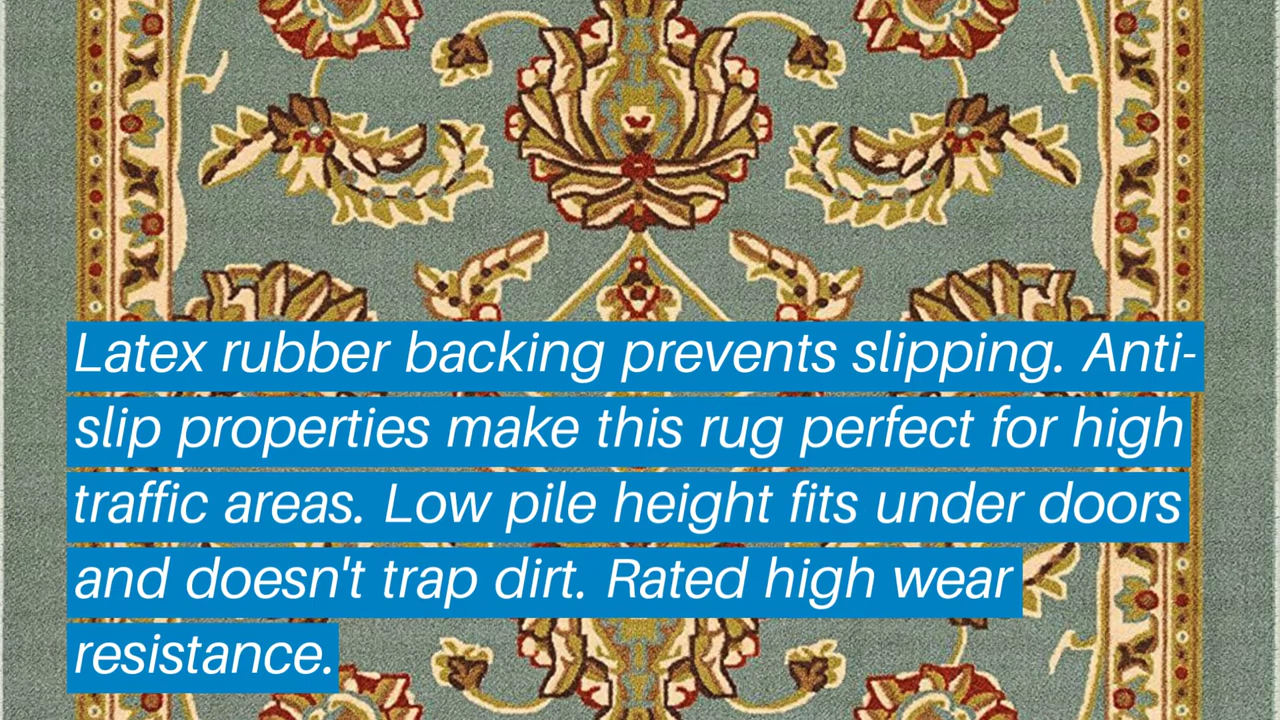 Latex rubber backing prevents slipping. Anti-
slip properties make this rug perfect for high
traffic areas. Low pile height fits under doors
and doesn't trap dirt. Rated high wear
resistance.